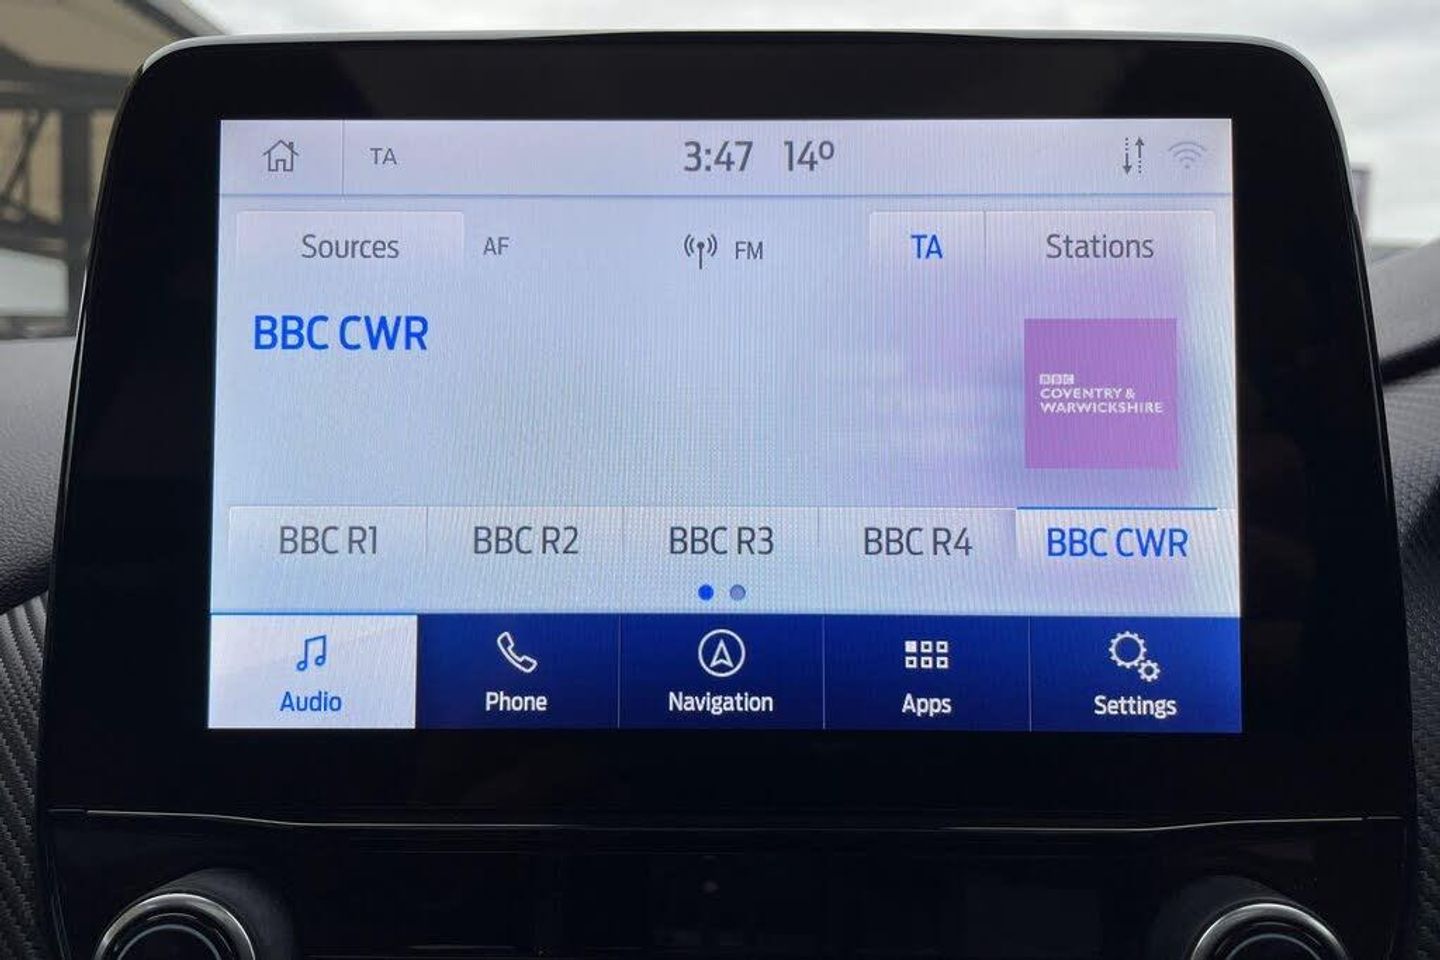 TA 3:47 14º
Sources AF FM TA Stations
BBC CWR
BBC
COVENTRY &
WARWICKSHIRE
BBC R1 BBC R2 BBC R3 BBC R4 BBC CWR
Audio Phone Navigation Apps Settings